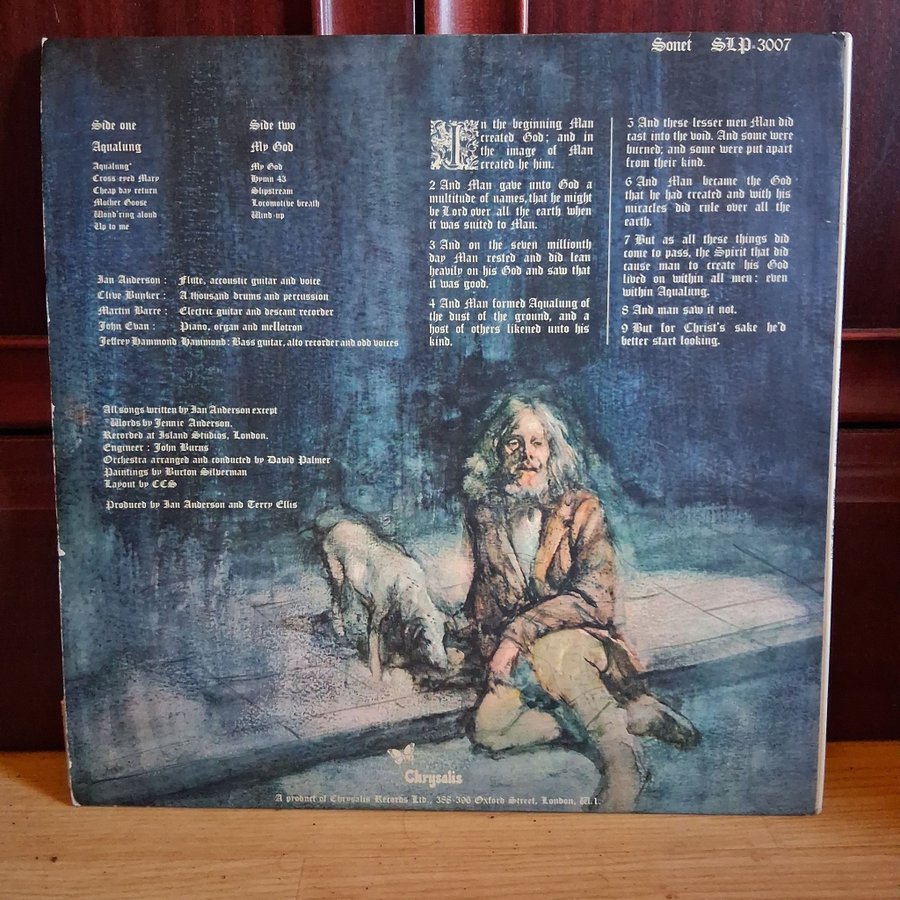 Sonet SLP-3007
Side one
Aqualung
Aqualung*
Cross-eyed Mary
Cheap day return
Mother Goose
Wond'ring aloud
Up to me
Side two
My God
My God
Hymn 43
Slipstream
Locomotive breath
Wind-up
Ian Anderson : Flute, accoustic guitar and voice
Clive Bunker : A thousand drums and percussion
Martin Barre : Electric guitar and descant recorder
John Evan : Piano, organ and mellotron
Jeffrey Hammond Hammond : Bass guitar, alto recorder and odd voices
All songs written by Ian Anderson except
*Words by Jennie Anderson.
Recorded at Island Studios, London.
Engineer : John Burns
Orchestra arranged and conducted by David Palmer
Paintings by Burton Silverman
Layout by CCS
Produced by Ian Anderson and Terry Ellis
In the beginning Man
created God; and in
the image of Man
created he him.
2 And Man gave unto God a
multitude of names, that he might
be Lord over all the earth when
it was suited to Man.
3 And on the seven millionth
day Man rested and did lean
heavily on his God and saw that
it was good.
4 And Man formed Aqualung of
the dust of the ground, and a
host of others likened unto his
kind.
5 And these lesser men Man did
cast into the void. And some were
burned; and some were put apart
from their kind.
6 And Man became the God
that he had created and with his
miracles did rule over all the
earth.
7 But as all these things did
come to pass, the Spirit that did
cause man to create his God
lived on within all men: even
within Aqualung.
8 And man saw it not.
9 But for Christ's sake he'd
better start looking.
Chrysalis
A product of Chrysalis Records Ltd., 388-396 Oxford Street, London, W.1.